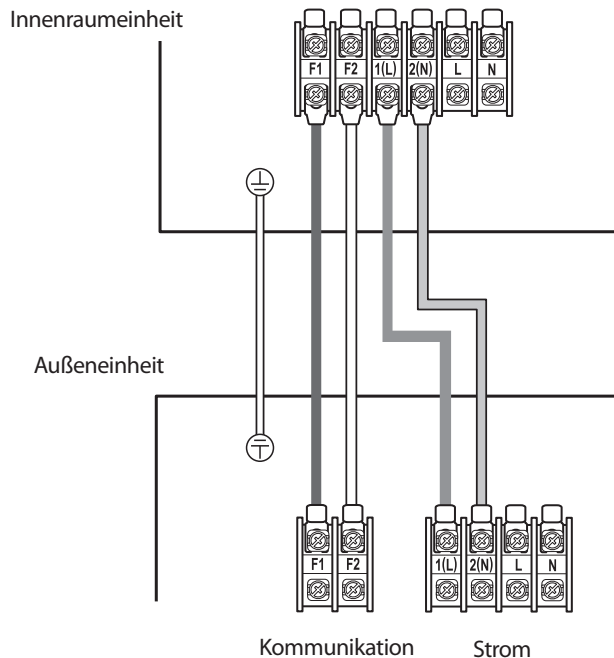 Innenraumeinheit
F1 F2 1(L) 2(N) L N
Außeneinheit
F1 F2 1(L) 2(N) L N
Kommunikation Strom